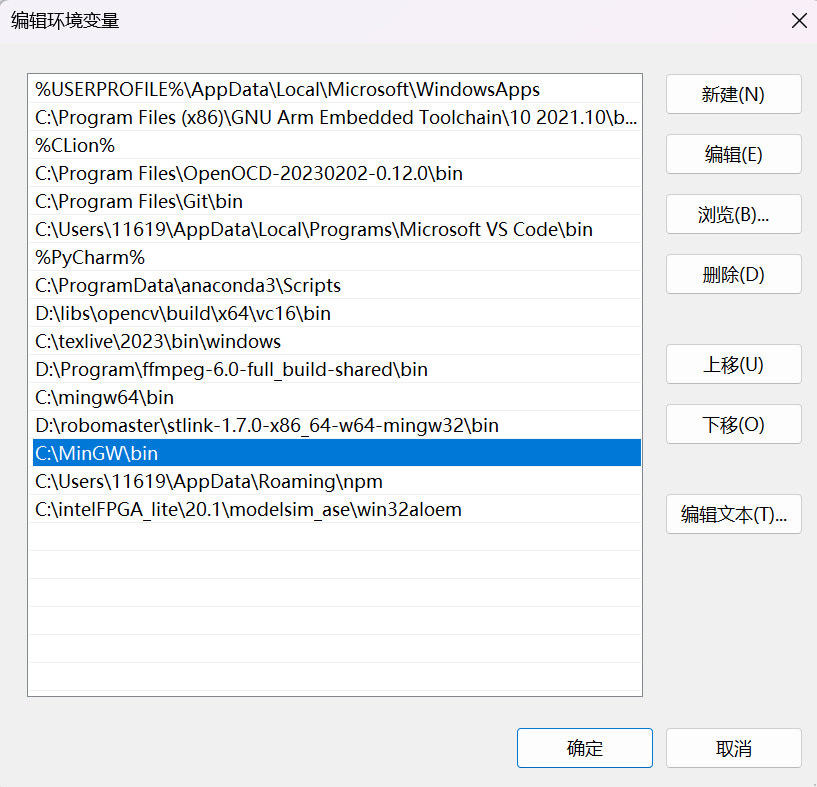 编辑环境变量
%USERPROFILE%\AppData\Local\Microsoft\WindowsApps
C:\Program Files (x86)\GNU Arm Embedded Toolchain\10 2021.10\b...
%CLion%
C:\Program Files\OpenOCD-20230202-0.12.0\bin
C:\Program Files\Git\bin
C:\Users\11619\AppData\Local\Programs\Microsoft VS Code\bin
%PyCharm%
C:\ProgramData\anaconda3\Scripts
D:\libs\opencv\build\x64\vc16\bin
C:\texlive\2023\bin\windows
D:\Program\ffmpeg-6.0-full_build-shared\bin
C:\mingw64\bin
D:\robomaster\stlink-1.7.0-x86_64-w64-mingw32\bin
C:\MinGW\bin
C:\Users\11619\AppData\Roaming\npm
C:\intelFPGA_lite\20.1\modelsim_ase\win32aloem
新建(N)
编辑(E)
浏览(B)...
删除(D)
上移(U)
下移(O)
编辑文本(T)...
确定
取消